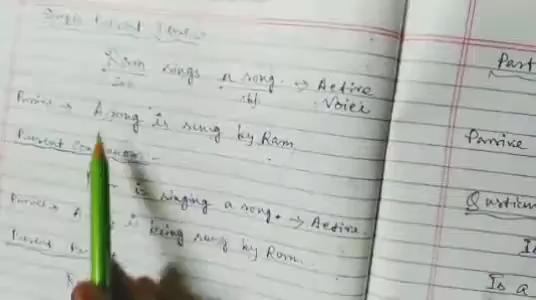 Simple Present Tense
Ram sings a song. → Active
Voice
Passive → A song is sung by Ram
Present Continuous -
is singing a song. → Active.
Passive → A is being sung by Ram.
Present
R
Part
Passive
Is a